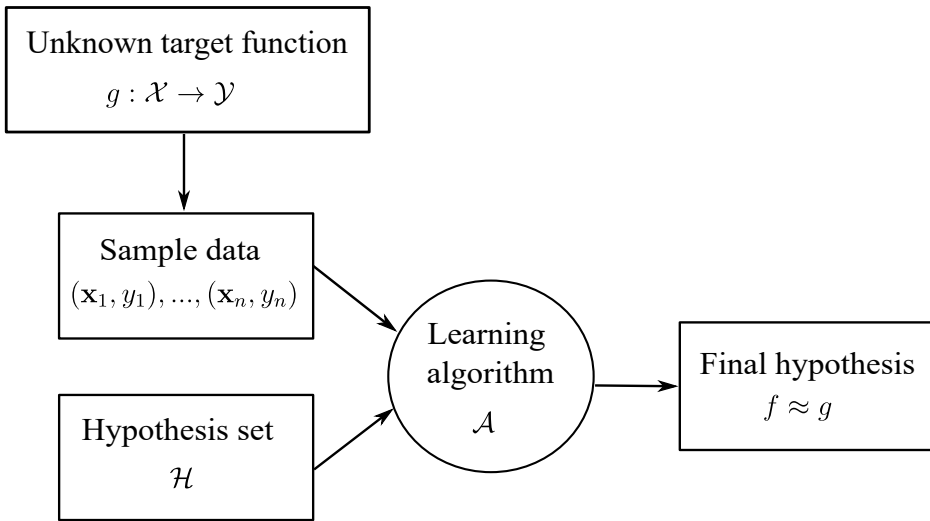 Unknown target function
g : 𝒳 → 𝒴
Sample data
(𝐱₁, y₁), ..., (𝐱ₙ, yₙ)
Hypothesis set
ℋ
Learning
algorithm
𝒜
Final hypothesis
f ≈ g